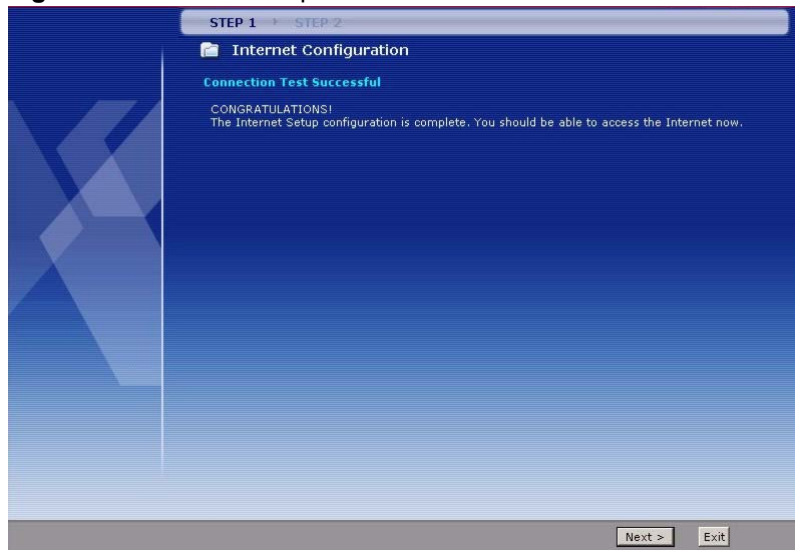 STEP 1 STEP 2
Internet Configuration
Connection Test Successful
CONGRATULATIONS!
The Internet Setup configuration is complete. You should be able to access the Internet now.
Next > Exit